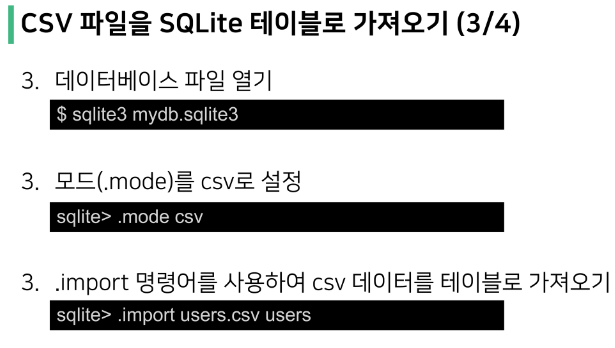 CSV 파일을 SQLite 테이블로 가져오기 (3/4)
3. 데이터베이스 파일 열기
$ sqlite3 mydb.sqlite3
3. 모드(.mode)를 csv로 설정
sqlite> .mode csv
3. .import 명령어를 사용하여 csv 데이터를 테이블로 가져오기
sqlite> .import users.csv users